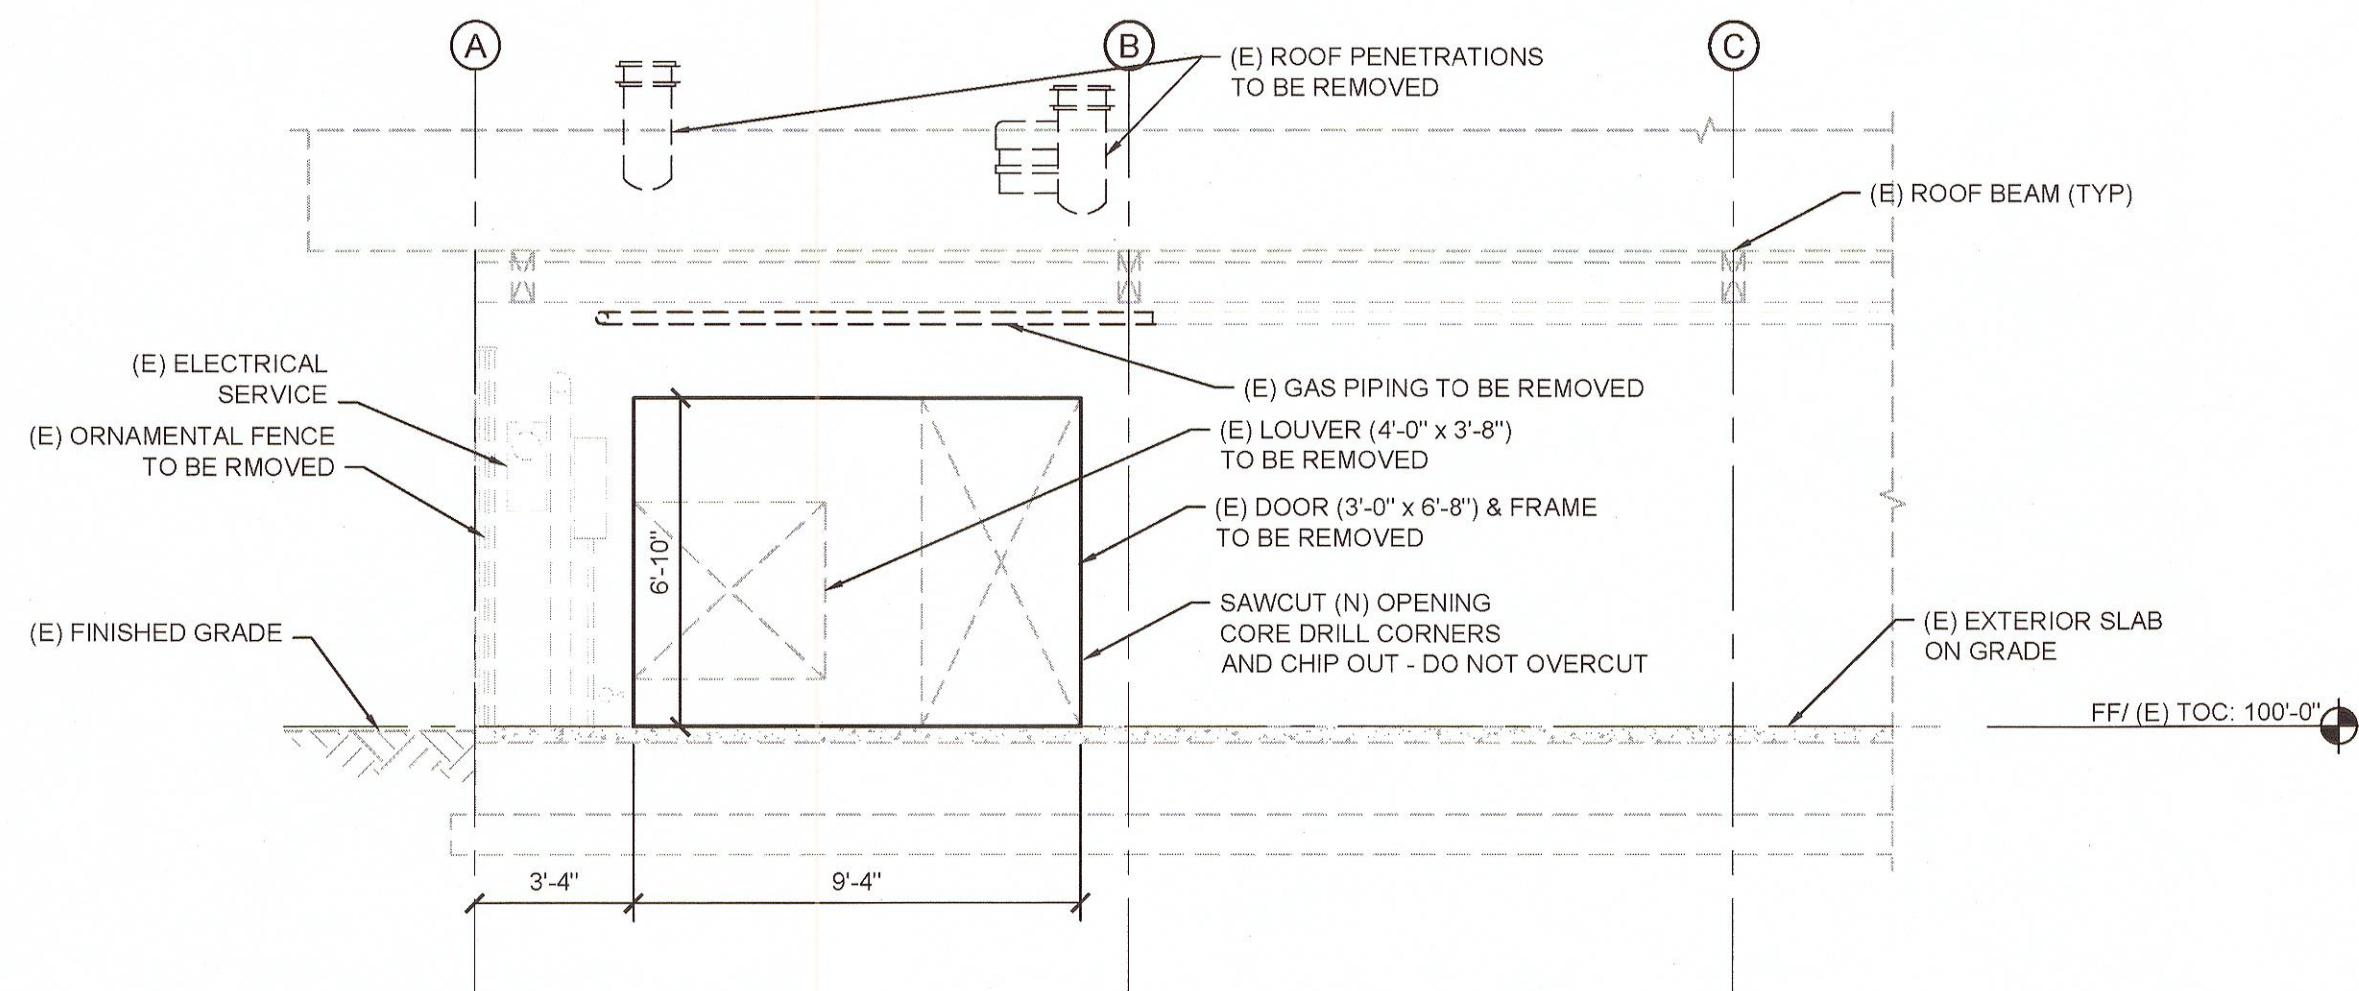 A
B
C
(E) ROOF PENETRATIONS
TO BE REMOVED
(E) ROOF BEAM (TYP)
(E) ELECTRICAL
SERVICE
(E) ORNAMENTAL FENCE
TO BE RMOVED
(E) GAS PIPING TO BE REMOVED
(E) LOUVER (4'-0" x 3'-8")
TO BE REMOVED
(E) DOOR (3'-0" x 6'-8") & FRAME
TO BE REMOVED
6'-10"
SAWCUT (N) OPENING
CORE DRILL CORNERS
AND CHIP OUT - DO NOT OVERCUT
(E) FINISHED GRADE
(E) EXTERIOR SLAB
ON GRADE
FF/ (E) TOC: 100'-0"
3'-4"
9'-4"